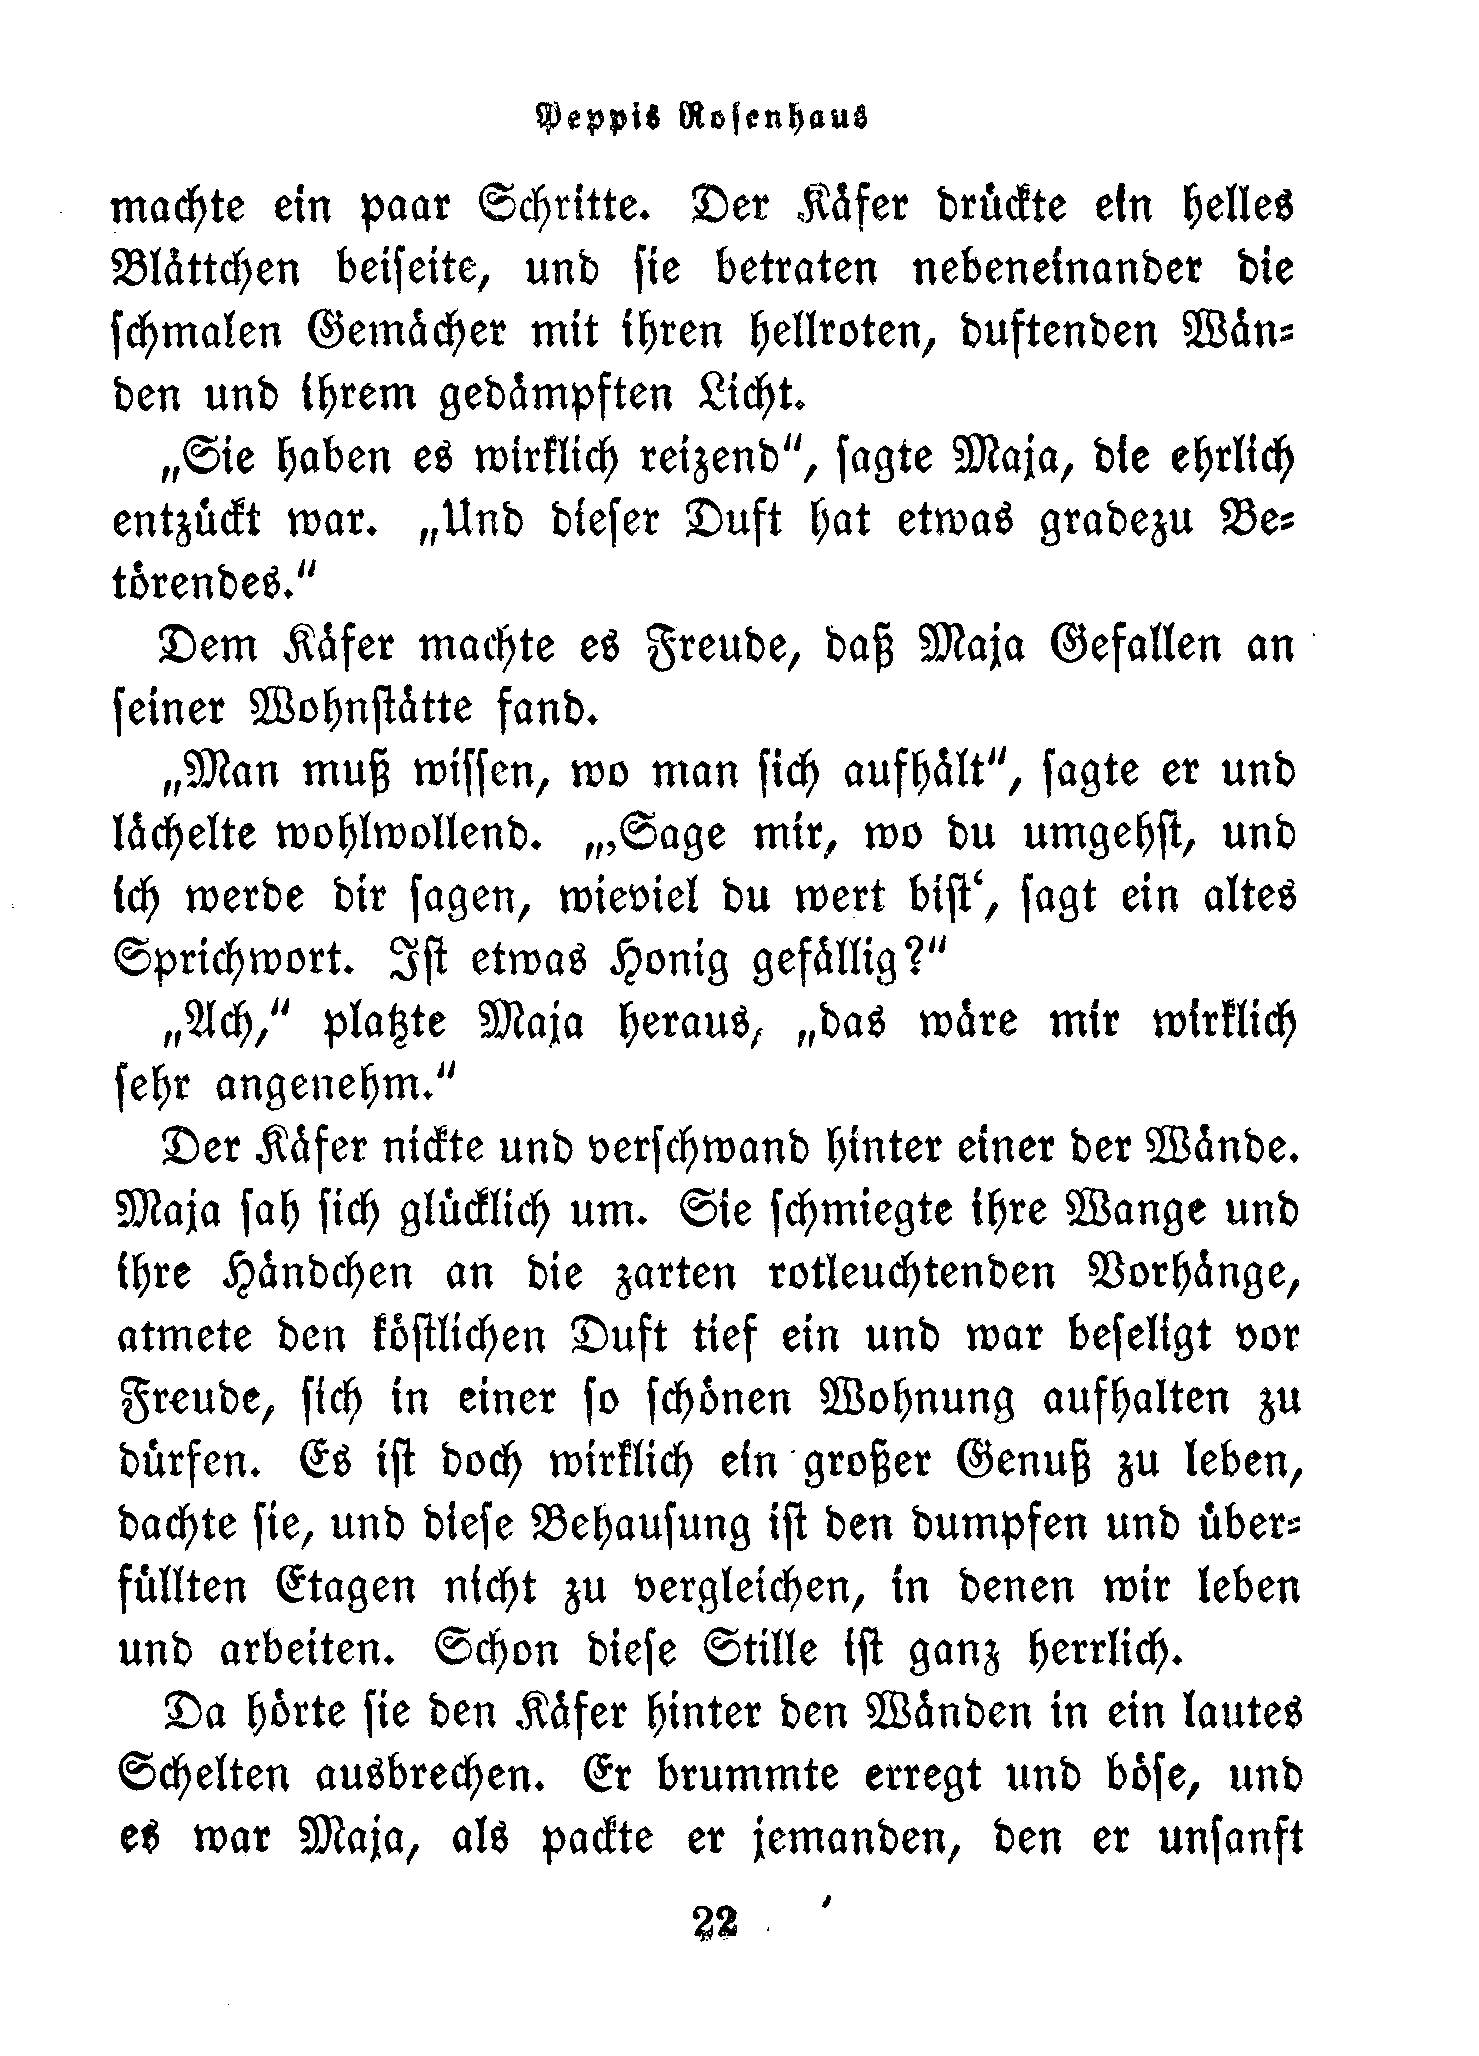 Peppis Rosenhaus
machte ein paar Schritte. Der Käfer drückte ein helles
Blättchen beiseite, und sie betraten nebeneinander die
schmalen Gemächer mit ihren hellroten, duftenden Wän=
den und ihrem gedämpften Licht.
„Sie haben es wirklich reizend“, sagte Maja, die ehrlich
entzückt war. „Und dieser Duft hat etwas gradezu Be=
törendes.“
Dem Käfer machte es Freude, daß Maja Gefallen an
seiner Wohnstätte fand.
„Man muß wissen, wo man sich aufhält“, sagte er und
lächelte wohlwollend. „‚Sage mir, wo du umgehst, und
ich werde dir sagen, wieviel du wert bist‘, sagt ein altes
Sprichwort. Ist etwas Honig gefällig?“
„Ach,“ platzte Maja heraus, „das wäre mir wirklich
sehr angenehm.“
Der Käfer nickte und verschwand hinter einer der Wände.
Maja sah sich glücklich um. Sie schmiegte ihre Wange und
ihre Händchen an die zarten rotleuchtenden Vorhänge,
atmete den köstlichen Duft tief ein und war beseligt vor
Freude, sich in einer so schönen Wohnung aufhalten zu
dürfen. Es ist doch wirklich ein großer Genuß zu leben,
dachte sie, und diese Behausung ist den dumpfen und über=
füllten Etagen nicht zu vergleichen, in denen wir leben
und arbeiten. Schon diese Stille ist ganz herrlich.
Da hörte sie den Käfer hinter den Wänden in ein lautes
Schelten ausbrechen. Er brummte erregt und böse, und
es war Maja, als packte er jemanden, den er unsanft
22